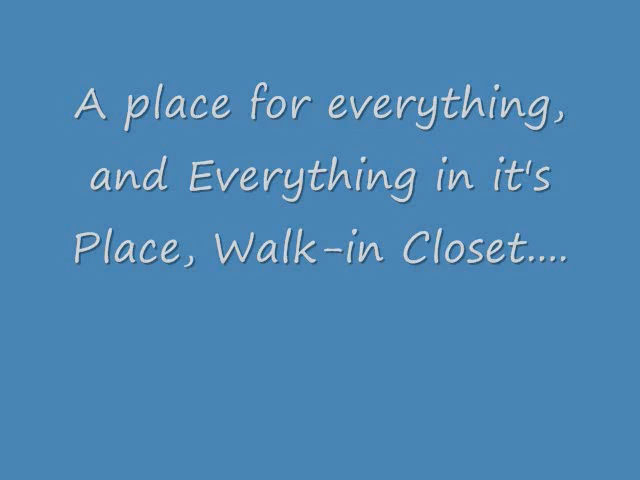 A place for everything,
and Everything in it's
Place, Walk-in Closet....